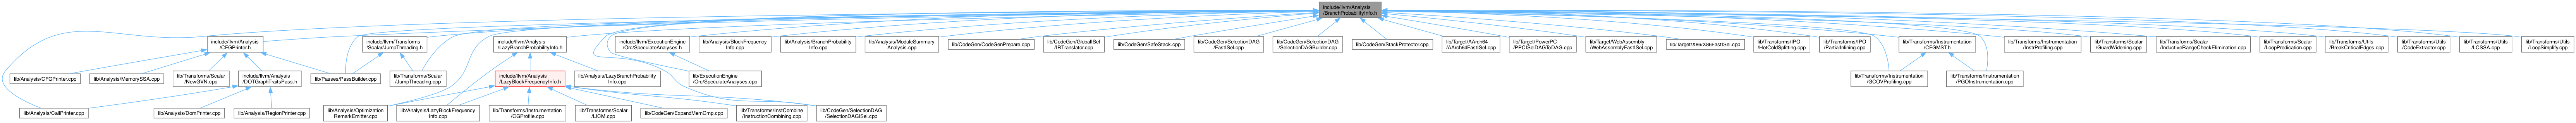 include/llvm/Analysis
/BranchProbabilityInfo.h
include/llvm/Analysis
/CFGPrinter.h
include/llvm/Transforms
/Scalar/JumpThreading.h
include/llvm/Analysis
/LazyBranchProbabilityInfo.h
include/llvm/ExecutionEngine
/Orc/SpeculateAnalyses.h
lib/Analysis/BlockFrequency
Info.cpp
lib/Analysis/BranchProbability
Info.cpp
lib/Analysis/ModuleSummary
Analysis.cpp
lib/CodeGen/CodeGenPrepare.cpp
lib/CodeGen/GlobalISel
/IRTranslator.cpp
lib/CodeGen/SafeStack.cpp
lib/CodeGen/SelectionDAG
/FastISel.cpp
lib/CodeGen/SelectionDAG
/SelectionDAGBuilder.cpp
lib/CodeGen/StackProtector.cpp
lib/Target/AArch64
/AArch64FastISel.cpp
lib/Target/PowerPC
/PPCISelDAGToDAG.cpp
lib/Target/WebAssembly
/WebAssemblyFastISel.cpp
lib/Target/X86/X86FastISel.cpp
lib/Transforms/IPO
/HotColdSplitting.cpp
lib/Transforms/IPO
/PartialInlining.cpp
lib/Transforms/Instrumentation
/CFGMST.h
lib/Transforms/Instrumentation
/InstrProfiling.cpp
lib/Transforms/Scalar
/GuardWidening.cpp
lib/Transforms/Scalar
/InductiveRangeCheckElimination.cpp
lib/Transforms/Scalar
/LoopPredication.cpp
lib/Transforms/Utils
/BreakCriticalEdges.cpp
lib/Transforms/Utils
/CodeExtractor.cpp
lib/Transforms/Utils
/LCSSA.cpp
lib/Transforms/Utils
/LoopSimplify.cpp
lib/Analysis/CFGPrinter.cpp
lib/Analysis/MemorySSA.cpp
lib/Transforms/Scalar
/NewGVN.cpp
include/llvm/Analysis
/DOTGraphTraitsPass.h
lib/Passes/PassBuilder.cpp
lib/Transforms/Scalar
/JumpThreading.cpp
include/llvm/Analysis
/LazyBlockFrequencyInfo.h
lib/Analysis/LazyBranchProbability
Info.cpp
lib/ExecutionEngine
/Orc/SpeculateAnalyses.cpp
lib/Transforms/Instrumentation
/GCOVProfiling.cpp
lib/Transforms/Instrumentation
/PGOInstrumentation.cpp
lib/Analysis/CallPrinter.cpp
lib/Analysis/DomPrinter.cpp
lib/Analysis/RegionPrinter.cpp
lib/Analysis/Optimization
RemarkEmitter.cpp
lib/Analysis/LazyBlockFrequency
Info.cpp
lib/Transforms/Instrumentation
/CGProfile.cpp
lib/Transforms/Scalar
/LICM.cpp
lib/CodeGen/ExpandMemCmp.cpp
lib/Transforms/InstCombine
/InstructionCombining.cpp
lib/CodeGen/SelectionDAG
/SelectionDAGISel.cpp